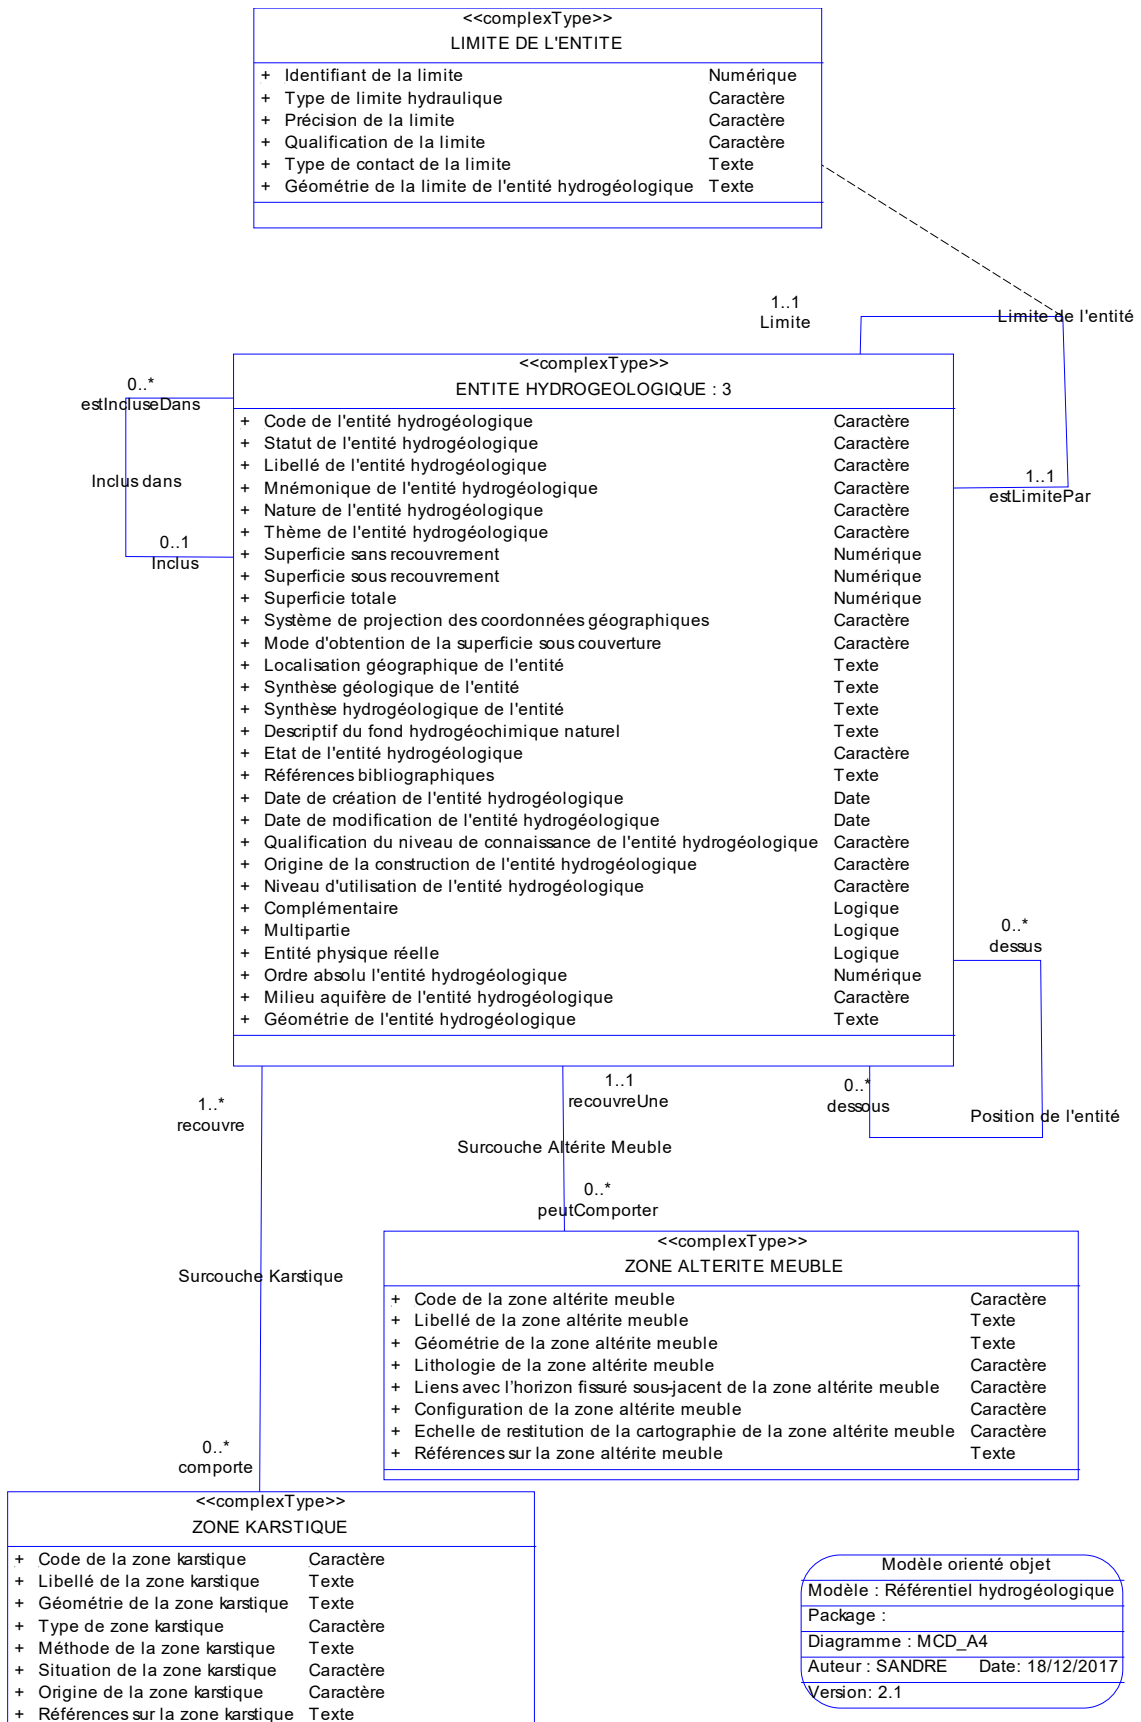 <<complexType>>
LIMITE DE L'ENTITE
+ Identifiant de la limite Numérique
+ Type de limite hydraulique Caractère
+ Précision de la limite Caractère
+ Qualification de la limite Caractère
+ Type de contact de la limite Texte
+ Géométrie de la limite de l'entité hydrogéologique Texte
1..1
Limite
Limite de l'entité
<<complexType>>
ENTITE HYDROGEOLOGIQUE : 3
0..*
estIncluseDans
Inclus dans
0..1
Inclus
1..1
estLimitePar
+ Code de l'entité hydrogéologique Caractère
+ Statut de l'entité hydrogéologique Caractère
+ Libellé de l'entité hydrogéologique Caractère
+ Mnémonique de l'entité hydrogéologique Caractère
+ Nature de l'entité hydrogéologique Caractère
+ Thème de l'entité hydrogéologique Caractère
+ Superficie sans recouvrement Numérique
+ Superficie sous recouvrement Numérique
+ Superficie totale Numérique
+ Système de projection des coordonnées géographiques Caractère
+ Mode d'obtention de la superficie sous couverture Caractère
+ Localisation géographique de l'entité Texte
+ Synthèse géologique de l'entité Texte
+ Synthèse hydrogéologique de l'entité Texte
+ Descriptif du fond hydrogéochimique naturel Texte
+ Etat de l'entité hydrogéologique Caractère
+ Références bibliographiques Texte
+ Date de création de l'entité hydrogéologique Date
+ Date de modification de l'entité hydrogéologique Date
+ Qualification du niveau de connaissance de l'entité hydrogéologique Caractère
+ Origine de la construction de l'entité hydrogéologique Caractère
+ Niveau d'utilisation de l'entité hydrogéologique Caractère
+ Complémentaire Logique
+ Multipartie Logique
+ Entité physique réelle Logique
+ Ordre absolu l'entité hydrogéologique Numérique
+ Milieu aquifère de l'entité hydrogéologique Caractère
+ Géométrie de l'entité hydrogéologique Texte
0..*
dessus
0..*
dessous
Position de l'entité
1..*
recouvre
1..1
recouvreUne
Surcouche Altérite Meuble
0..*
peutComporter
<<complexType>>
ZONE ALTERITE MEUBLE
+ Code de la zone altérite meuble Caractère
+ Libellé de la zone altérite meuble Texte
+ Géométrie de la zone altérite meuble Texte
+ Lithologie de la zone altérite meuble Caractère
+ Liens avec l’horizon fissuré sous-jacent de la zone altérite meuble Caractère
+ Configuration de la zone altérite meuble Caractère
+ Echelle de restitution de la cartographie de la zone altérite meuble Caractère
+ Références sur la zone altérite meuble Texte
Surcouche Karstique
0..*
comporte
<<complexType>>
ZONE KARSTIQUE
+ Code de la zone karstique Caractère
+ Libellé de la zone karstique Texte
+ Géométrie de la zone karstique Texte
+ Type de zone karstique Caractère
+ Méthode de la zone karstique Texte
+ Situation de la zone karstique Caractère
+ Origine de la zone karstique Caractère
+ Références sur la zone karstique Texte
Modèle orienté objet
Modèle : Référentiel hydrogéologique
Package :
Diagramme : MCD_A4
Auteur : SANDRE Date: 18/12/2017
Version: 2.1